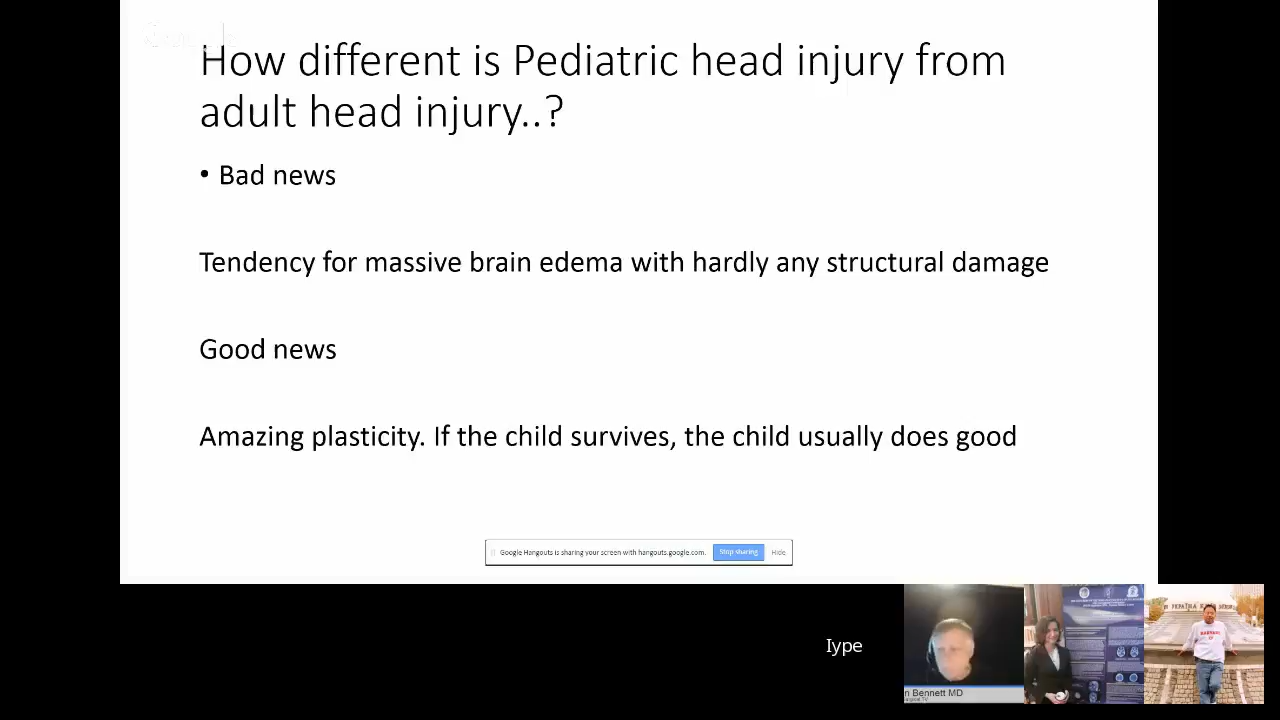 How different is Pediatric head injury from
adult head injury..?
• Bad news
Tendency for massive brain edema with hardly any structural damage
Good news
Amazing plasticity. If the child survives, the child usually does good
Google Hangouts is sharing your screen with hangouts.google.com. Stop sharing Hide
Iype
n Bennett MD